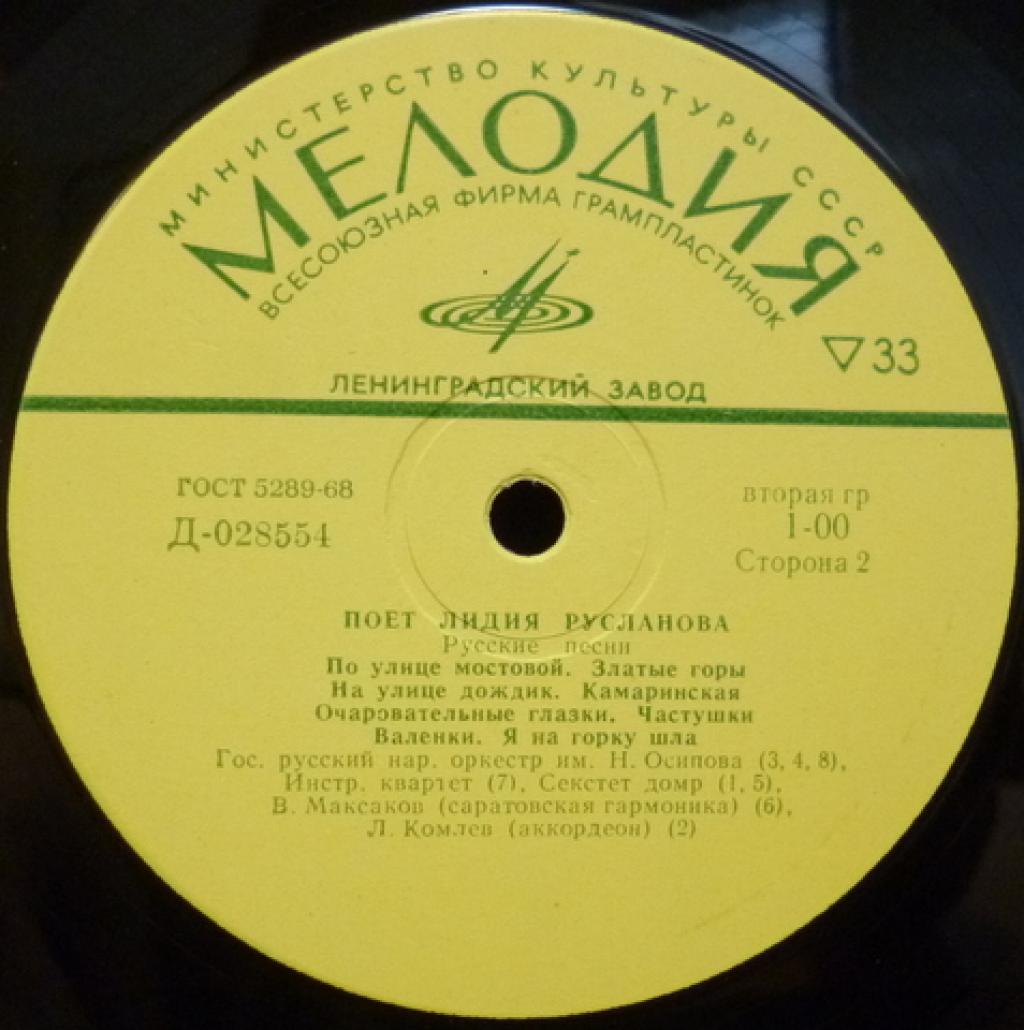 МИНИСТЕРСТВО КУЛЬТУРЫ СССР
МЕЛОДИЯ
ВСЕСОЮЗНАЯ ФИРМА ГРАМПЛАСТИНОК
▽33
ЛЕНИНГРАДСКИЙ ЗАВОД
ГОСТ 5289-68
Д-028554
вторая гр
1-00
Сторона 2
ПОЕТ ЛИДИЯ РУСЛАНОВА
Русские песни
По улице мостовой. Златые горы
На улице дождик. Камаринская
Очаровательные глазки. Частушки
Валенки. Я на горку шла
Гос. русский нар. оркестр им. Н. Осипова (3, 4, 8),
Инстр. квартет (7), Секстет домр (1, 5),
В. Максаков (саратовская гармоника) (6),
Л. Комлев (аккордеон) (2)